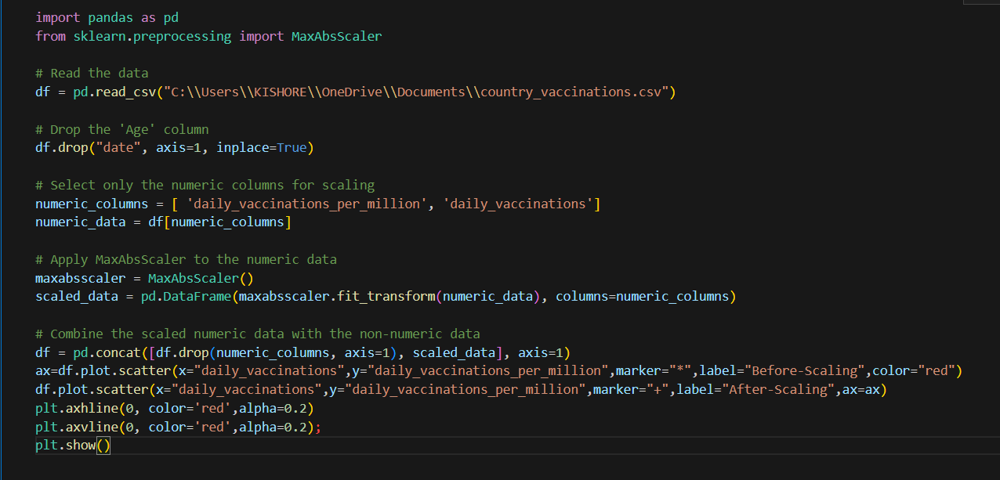 import pandas as pd
from sklearn.preprocessing import MaxAbsScaler
# Read the data
df = pd.read_csv("C:\\Users\\KISHORE\\OneDrive\\Documents\\country_vaccinations.csv")
# Drop the 'Age' column
df.drop("date", axis=1, inplace=True)
# Select only the numeric columns for scaling
numeric_columns = [ 'daily_vaccinations_per_million', 'daily_vaccinations']
numeric_data = df[numeric_columns]
# Apply MaxAbsScaler to the numeric data
maxabsscaler = MaxAbsScaler()
scaled_data = pd.DataFrame(maxabsscaler.fit_transform(numeric_data), columns=numeric_columns)
# Combine the scaled numeric data with the non-numeric data
df = pd.concat([df.drop(numeric_columns, axis=1), scaled_data], axis=1)
ax=df.plot.scatter(x="daily_vaccinations",y="daily_vaccinations_per_million",marker="*",label="Before-Scaling",color="red")
df.plot.scatter(x="daily_vaccinations",y="daily_vaccinations_per_million",marker="+",label="After-Scaling",ax=ax)
plt.axhline(0, color='red',alpha=0.2)
plt.axvline(0, color='red',alpha=0.2);
plt.show()